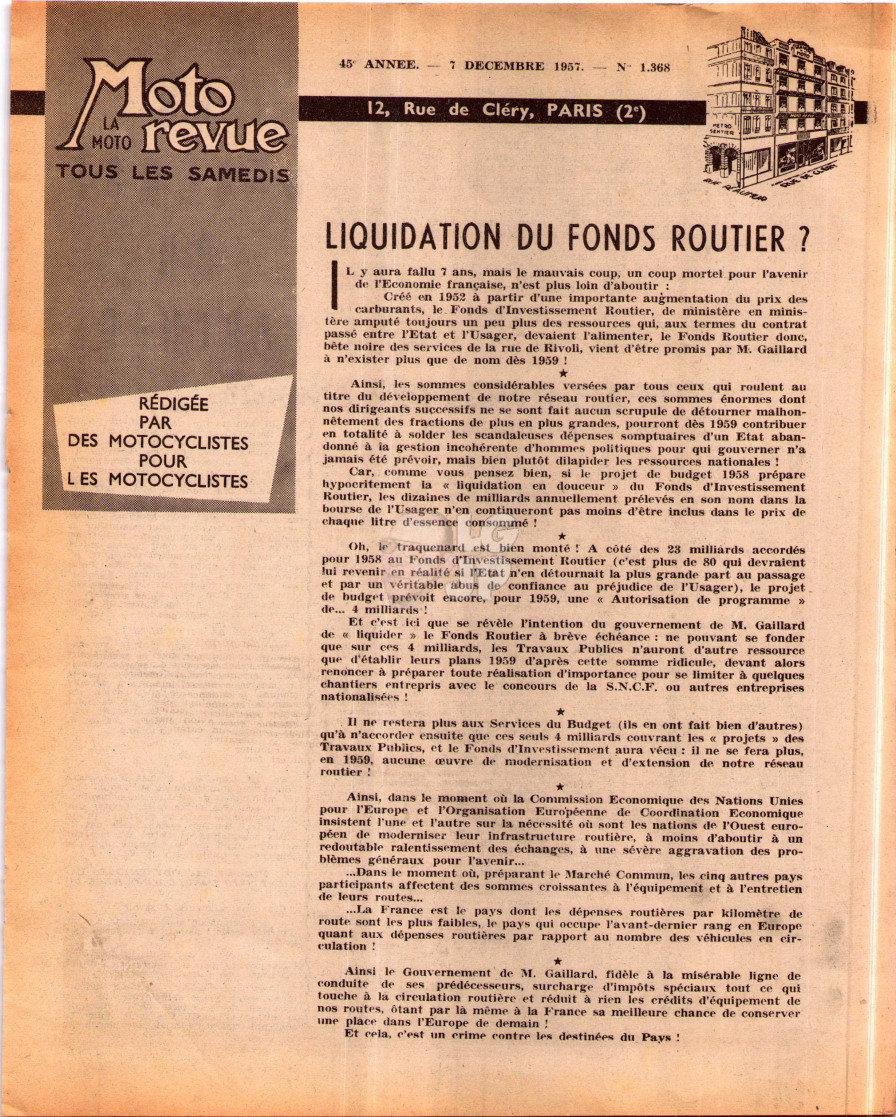 Moto
LA
MOTO
revue
TOUS LES SAMEDIS
45e ANNEE. — 7 DECEMBRE 1957. — N° 1.368
12, Rue de Cléry, PARIS (2e)
METRO
SENTIER
RUE REAUMUR
RUE DE CLERY
RÉDIGÉE
PAR
DES MOTOCYCLISTES
POUR
LES MOTOCYCLISTES
LIQUIDATION DU FONDS ROUTIER ?
IL y aura fallu 7 ans, mais le mauvais coup, un coup mortel pour l'avenir
de l'Economie française, n'est plus loin d'aboutir :
Créé en 1952 à partir d'une importante augmentation du prix des
carburants, le Fonds d'Investissement Routier, de ministère en minis-
tère amputé toujours un peu plus des ressources qui, aux termes du contrat
passé entre l'Etat et l'Usager, devaient l'alimenter, le Fonds Routier donc,
bête noire des services de la rue de Rivoli, vient d'être promis par M. Gaillard
à n'exister plus que de nom dès 1959 !
★
Ainsi, les sommes considérables versées par tous ceux qui roulent au
titre du développement de notre réseau routier, ces sommes énormes dont
nos dirigeants successifs ne se sont fait aucun scrupule de détourner malhon-
nêtement des fractions de plus en plus grandes, pourront dès 1959 contribuer
en totalité à solder les scandaleuses dépenses somptuaires d'un Etat aban-
donné à la gestion incohérente d'hommes politiques pour qui gouverner n'a
jamais été prévoir, mais bien plutôt dilapider les ressources nationales !
Car, comme vous pensez bien, si le projet de budget 1958 prépare
hypocritement la « liquidation en douceur » du Fonds d'Investissement
Routier, les dizaines de milliards annuellement prélevés en son nom dans la
bourse de l'Usager n'en continueront pas moins d'être inclus dans le prix de
chaque litre d'essence consommé !
★
Oh, le traquenard est bien monté ! A côté des 23 milliards accordés
pour 1958 au Fonds d'Investissement Routier (c'est plus de 80 qui devraient
lui revenir en réalité si l'Etat n'en détournait la plus grande part au passage
et par un véritable abus de confiance au préjudice de l'Usager), le projet
de budget prévoit encore, pour 1959, une « Autorisation de programme »
de... 4 milliards !
Et c'est ici que se révèle l'intention du gouvernement de M. Gaillard
de « liquider » le Fonds Routier à brève échéance : ne pouvant se fonder
que sur ces 4 milliards, les Travaux Publics n'auront d'autre ressource
que d'établir leurs plans 1959 d'après cette somme ridicule, devant alors
renoncer à préparer toute réalisation d'importance pour se limiter à quelques
chantiers entrepris avec le concours de la S.N.C.F. ou autres entreprises
nationalisées !
★
Il ne restera plus aux Services du Budget (ils en ont fait bien d'autres)
qu'à n'accorder ensuite que ces seuls 4 milliards couvrant les « projets » des
Travaux Publics, et le Fonds d'Investissement aura vécu : il ne se fera plus,
en 1959, aucune œuvre de modernisation et d'extension de notre réseau
routier !
★
Ainsi, dans le moment où la Commission Economique des Nations Unies
pour l'Europe et l'Organisation Européenne de Coordination Economique
insistent l'une et l'autre sur la nécessité où sont les nations de l'Ouest euro-
péen de moderniser leur infrastructure routière, à moins d'aboutir à un
redoutable ralentissement des échanges, à une sévère aggravation des pro-
blèmes généraux pour l'avenir...
...Dans le moment où, préparant le Marché Commun, les cinq autres pays
participants affectent des sommes croissantes à l'équipement et à l'entretien
de leurs routes...
...La France est le pays dont les dépenses routières par kilomètre de
route sont les plus faibles, le pays qui occupe l'avant-dernier rang en Europe
quant aux dépenses routières par rapport au nombre des véhicules en cir-
culation !
★
Ainsi le Gouvernement de M. Gaillard, fidèle à la misérable ligne de
conduite de ses prédécesseurs, surcharge d'impôts spéciaux tout ce qui
touche à la circulation routière et réduit à rien les crédits d'équipement de
nos routes, ôtant par là même à la France sa meilleure chance de conserver
une place dans l'Europe de demain !
Et cela, c'est un crime contre les destinées du Pays !